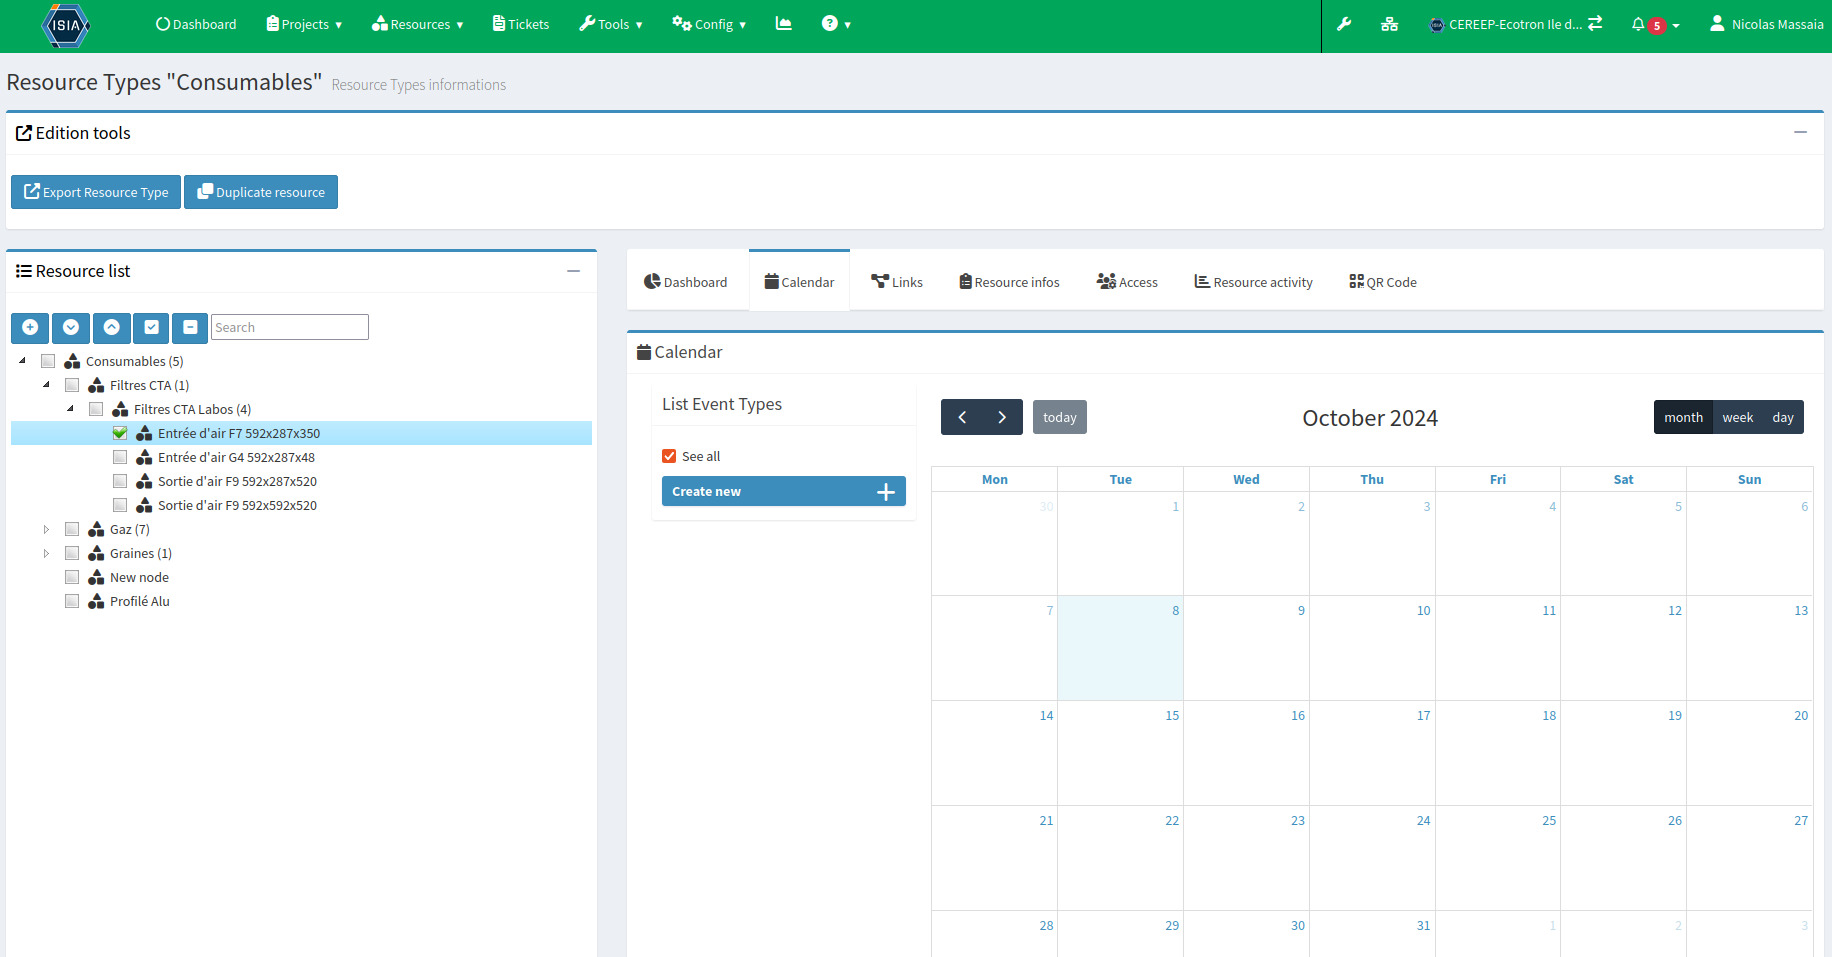 ISIA
Dashboard
Projects
Resources
Tickets
Tools
Config
?
CEREEP-Ecotron Ile d...
5
Nicolas Massaia
Resource Types "Consumables" Resource Types informations
Edition tools
Export Resource Type
Duplicate resource
Resource list
Search
Consumables (5)
Filtres CTA (1)
Filtres CTA Labos (4)
Entrée d'air F7 592x287x350
Entrée d'air G4 592x287x48
Sortie d'air F9 592x287x520
Sortie d'air F9 592x592x520
Gaz (7)
Graines (1)
New node
Profilé Alu
Dashboard
Calendar
Links
Resource infos
Access
Resource activity
QR Code
Calendar
List Event Types
See all
Create new
today
October 2024
month week day
Mon Tue Wed Thu Fri Sat Sun
30 1 2 3 4 5 6
7 8 9 10 11 12 13
14 15 16 17 18 19 20
21 22 23 24 25 26 27
28 29 30 31 1 2 3